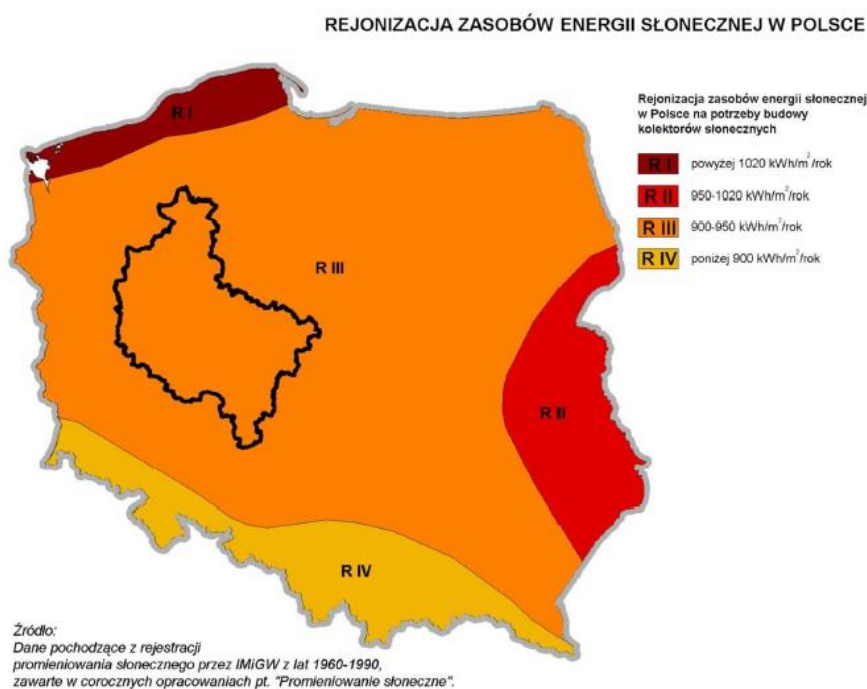 REJONIZACJA ZASOBÓW ENERGII SŁONECZNEJ W POLSCE
Rejonizacja zasobów energii słonecznej
w Polsce na potrzeby budowy
kolektorów słonecznych
R I powyżej 1020 kWh/m²/rok
R II 950-1020 kWh/m²/rok
R III 900-950 kWh/m²/rok
R IV poniżej 900 kWh/m²/rok
R I
R III
R II
R IV
Źródło:
Dane pochodzące z rejestracji
promieniowania słonecznego przez IMiGW z lat 1960-1990,
zawarte w corocznych opracowaniach pt. "Promieniowanie słoneczne".